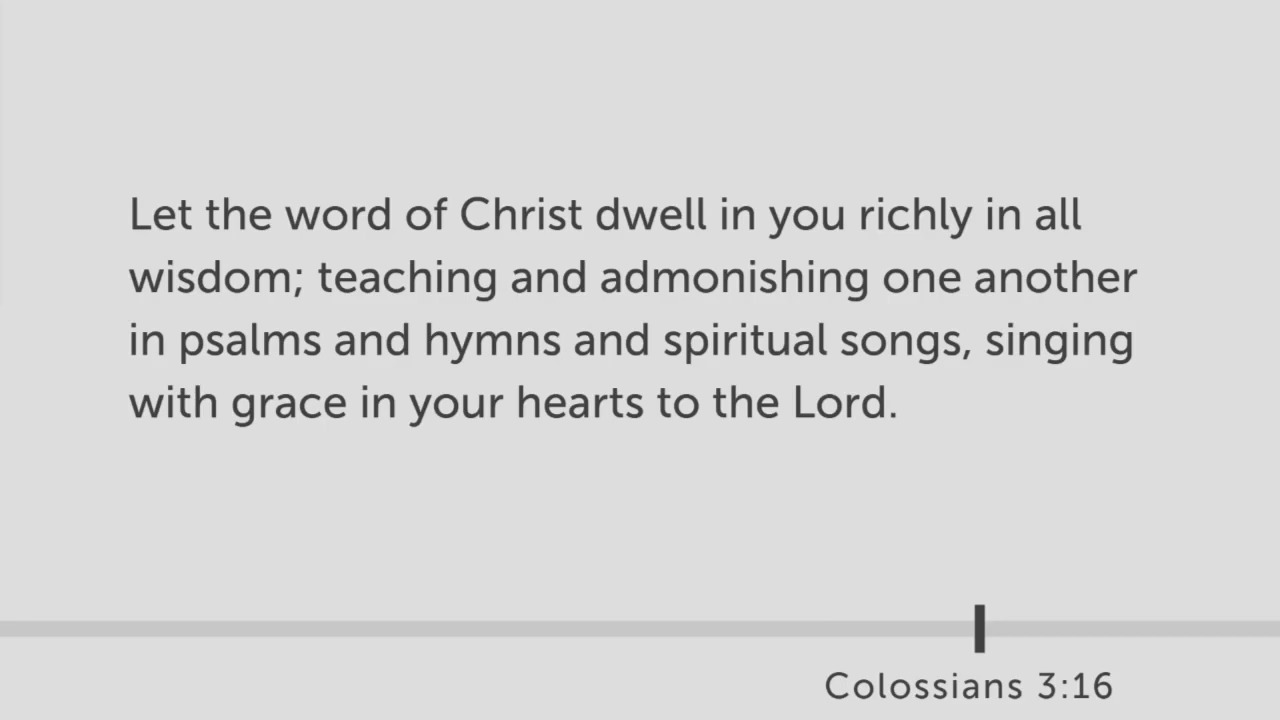 Let the word of Christ dwell in you richly in all
wisdom; teaching and admonishing one another
in psalms and hymns and spiritual songs, singing
with grace in your hearts to the Lord.
Colossians 3:16